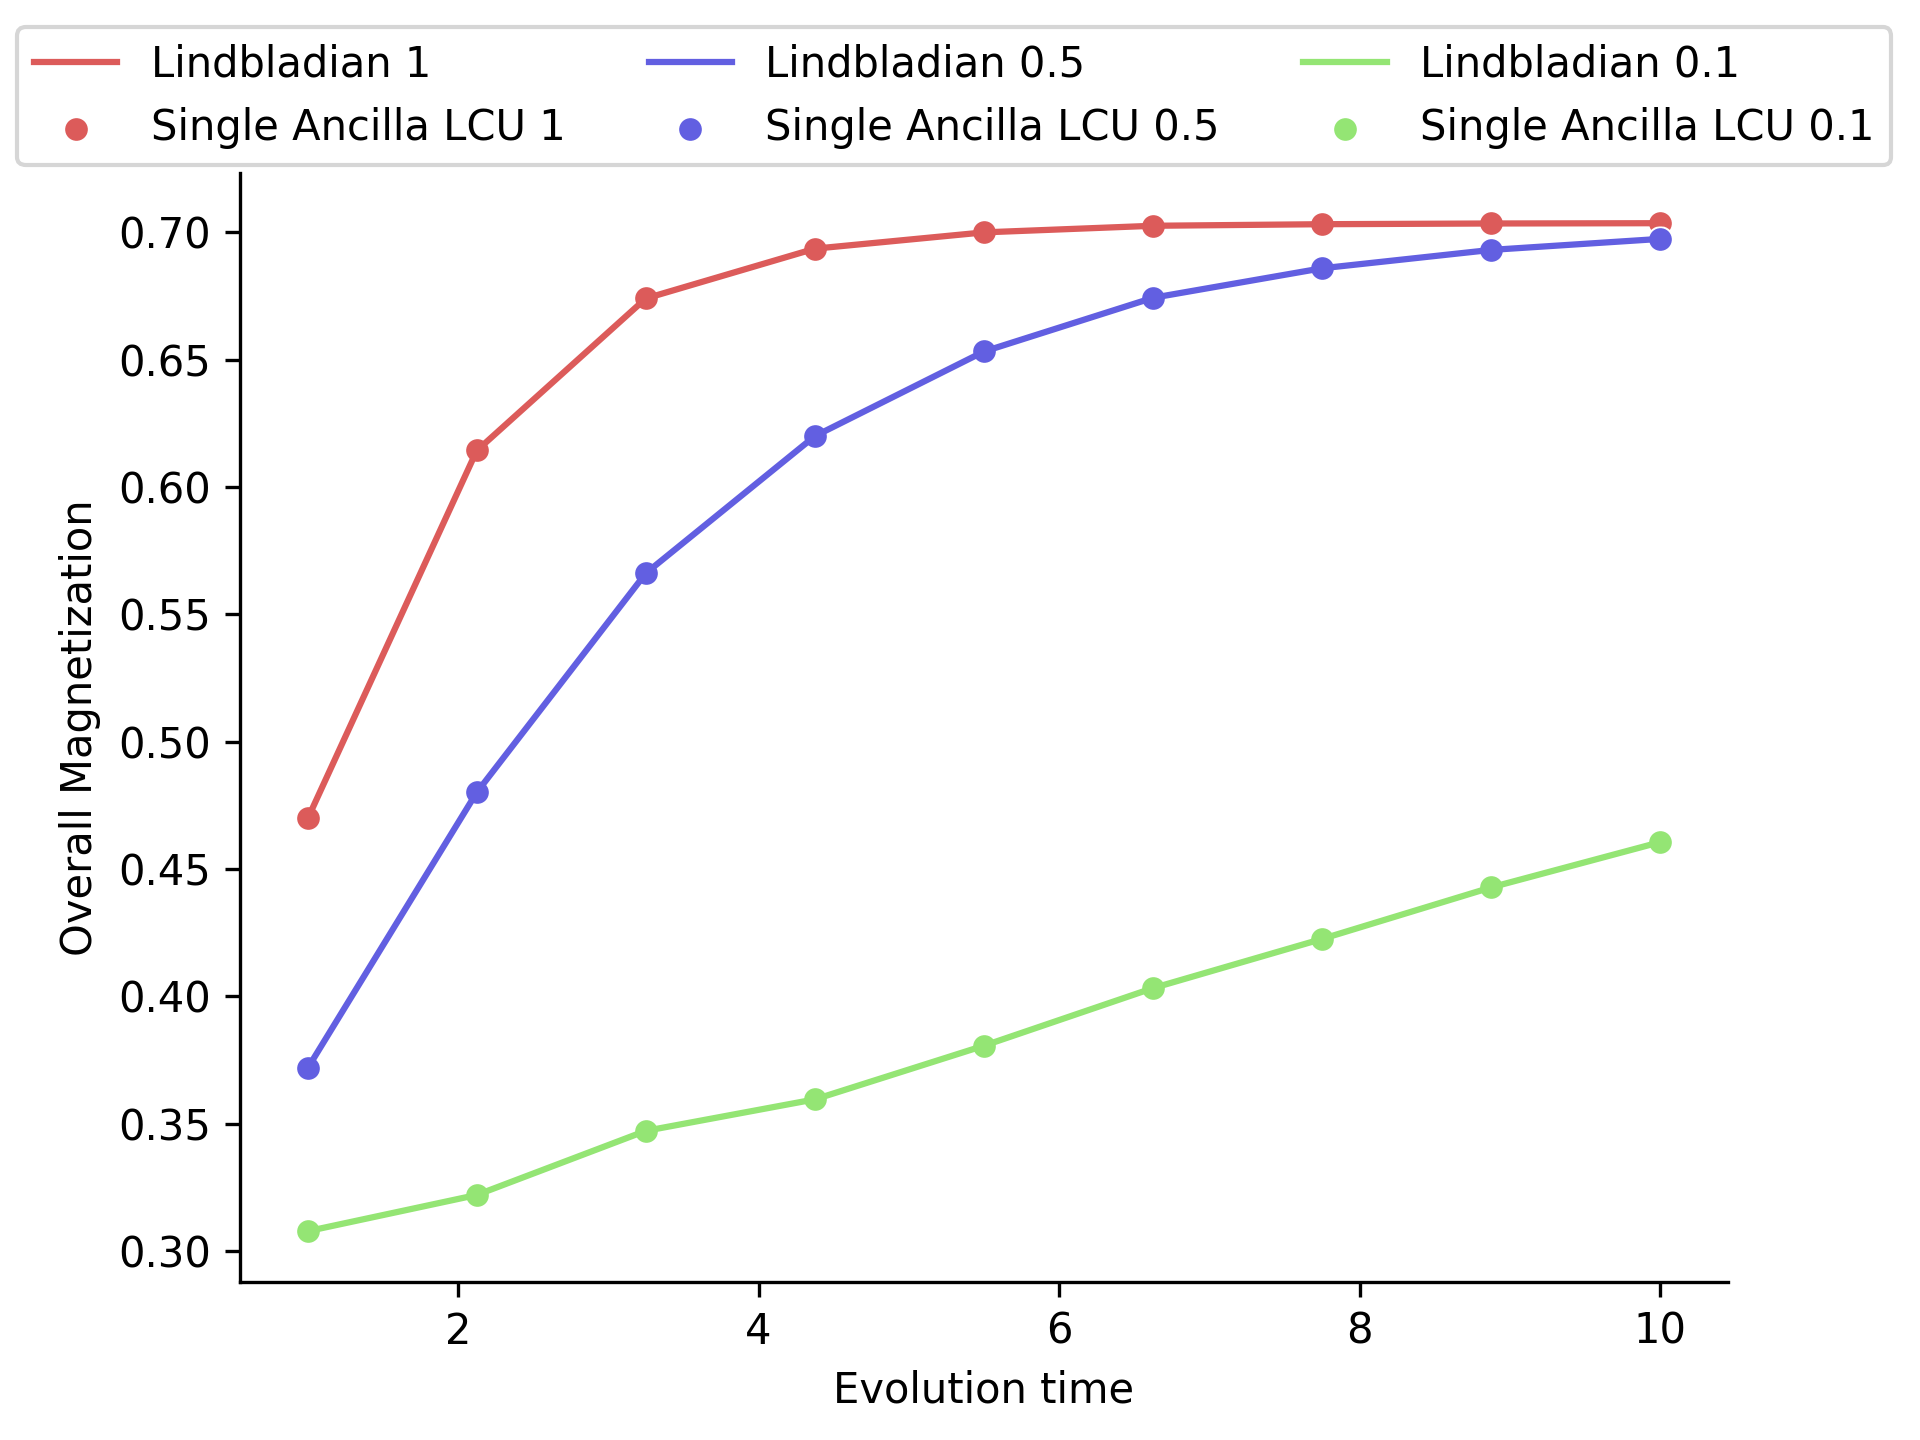 Lindbladian 1 Lindbladian 0.5 Lindbladian 0.1
Single Ancilla LCU 1 Single Ancilla LCU 0.5 Single Ancilla LCU 0.1
0.70
0.65
0.60
0.55
0.50
0.45
0.40
0.35
0.30
Overall Magnetization
2 4 6 8 10
Evolution time